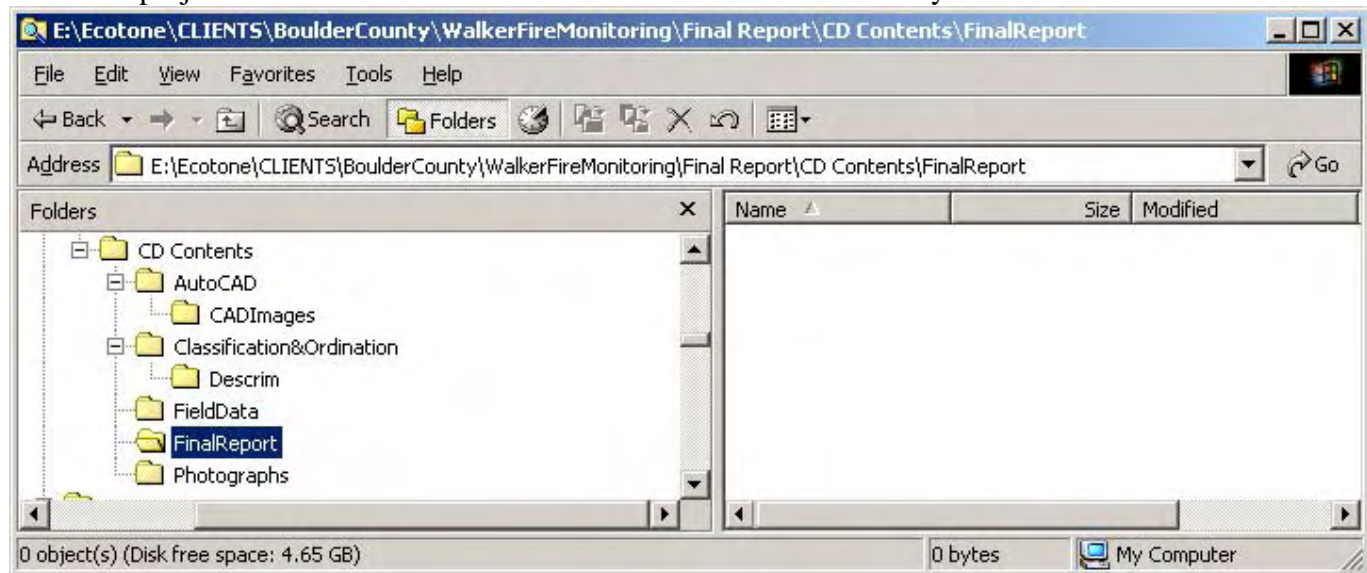 E:\Ecotone\CLIENTS\BoulderCounty\WalkerFireMonitoring\Final Report\CD Contents\FinalReport
File Edit View Favorites Tools Help
Back Search Folders
Address E:\Ecotone\CLIENTS\BoulderCounty\WalkerFireMonitoring\Final Report\CD Contents\FinalReport Go
Folders Name Size Modified
CD Contents
AutoCAD
CADImages
Classification&Ordination
Descrim
FieldData
FinalReport
Photographs
0 object(s) (Disk free space: 4.65 GB) 0 bytes My Computer